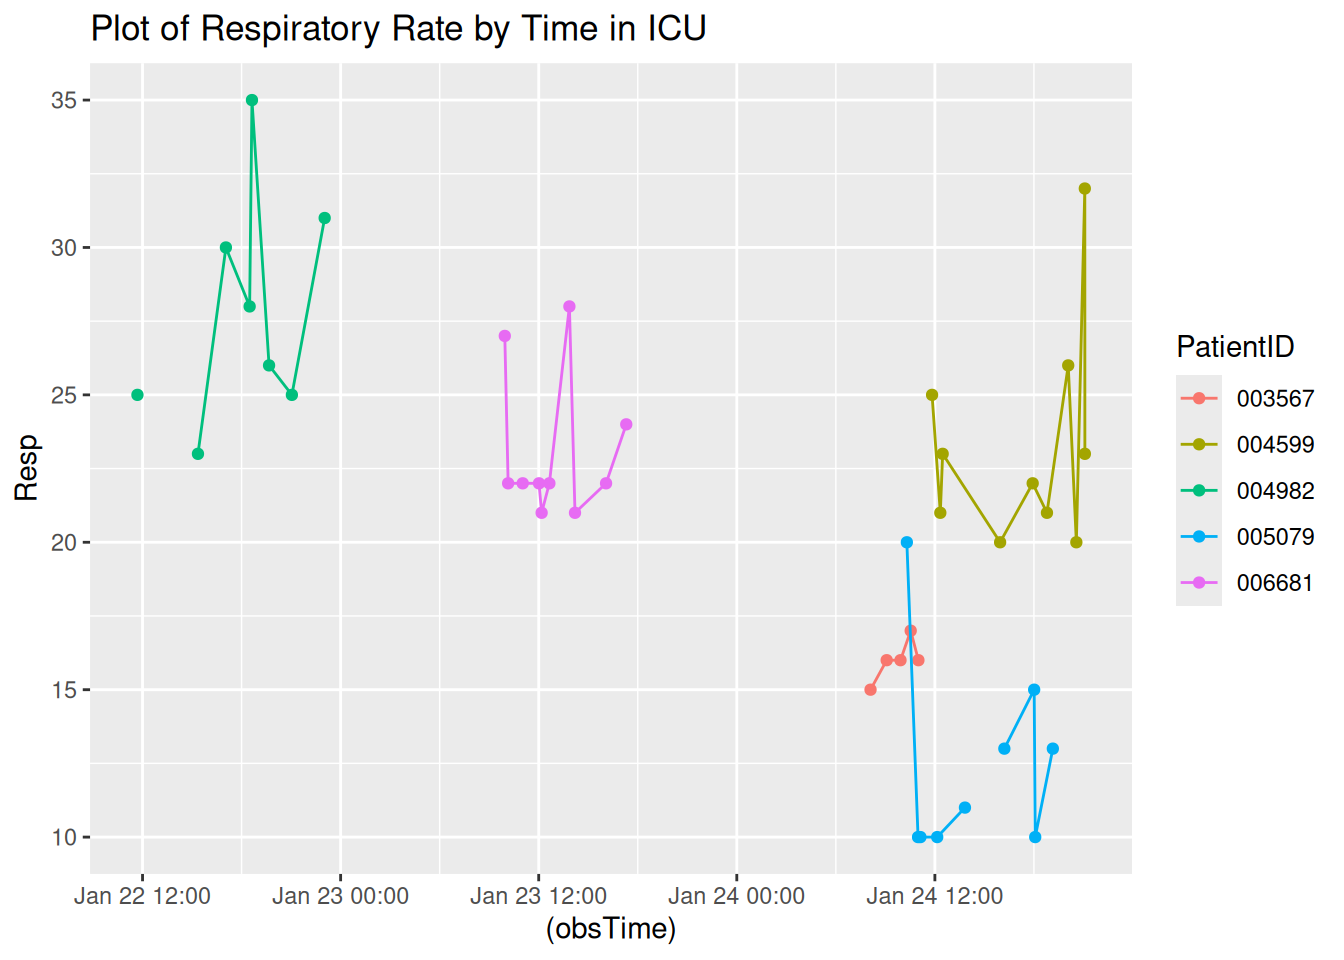 Plot of Respiratory Rate by Time in ICU
35
30
25
20
15
10
Resp
Jan 22 12:00 Jan 23 00:00 Jan 23 12:00 Jan 24 00:00 Jan 24 12:00
(obsTime)
PatientID
003567
004599
004982
005079
006681